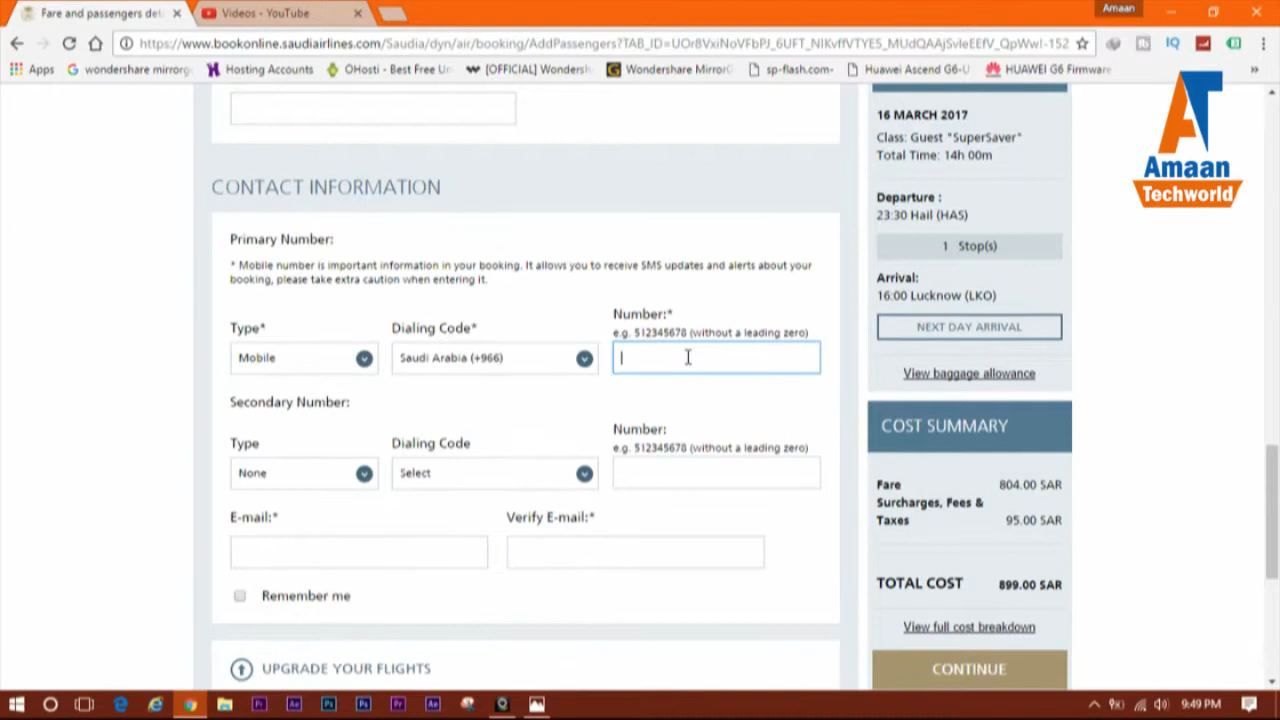 Fare and passengers det
Videos - YouTube
Amaan
https://www.bookonline.saudiairlines.com/Saudia/dyn/air/booking/AddPassengers?TAB_ID=
Apps
wondershare mirrorg
Hosting Accounts
OHosti - Best Free Un
[OFFICIAL] Wondersh
Wondershare MirrorG
sp-flash.com-
Huawei Ascend G6-U
HUAWEI G6 Firmware
IQ
16 MARCH 2017
Class: Guest "SuperSaver"
Total Time: 14h 00m
Departure :
23:30 Hail (HAS)
1 Stop(s)
Arrival:
16:00 Lucknow (LKO)
NEXT DAY ARRIVAL
View baggage allowance
AT
Amaan
Techworld
CONTACT INFORMATION
Primary Number:
* Mobile number is important information in your booking. It allows you to receive SMS updates and alerts about your
booking, please take extra caution when entering it.
Type*
Dialing Code*
Number:*
e.g. 512345678 (without a leading zero)
Mobile
Saudi Arabia (+966)
Secondary Number:
Type
Dialing Code
Number:
e.g. 512345678 (without a leading zero)
None
Select
E-mail:*
Verify E-mail:*
Remember me
UPGRADE YOUR FLIGHTS
COST SUMMARY
Fare 804.00 SAR
Surcharges, Fees &
Taxes 95.00 SAR
TOTAL COST 899.00 SAR
View full cost breakdown
CONTINUE
9:49 PM